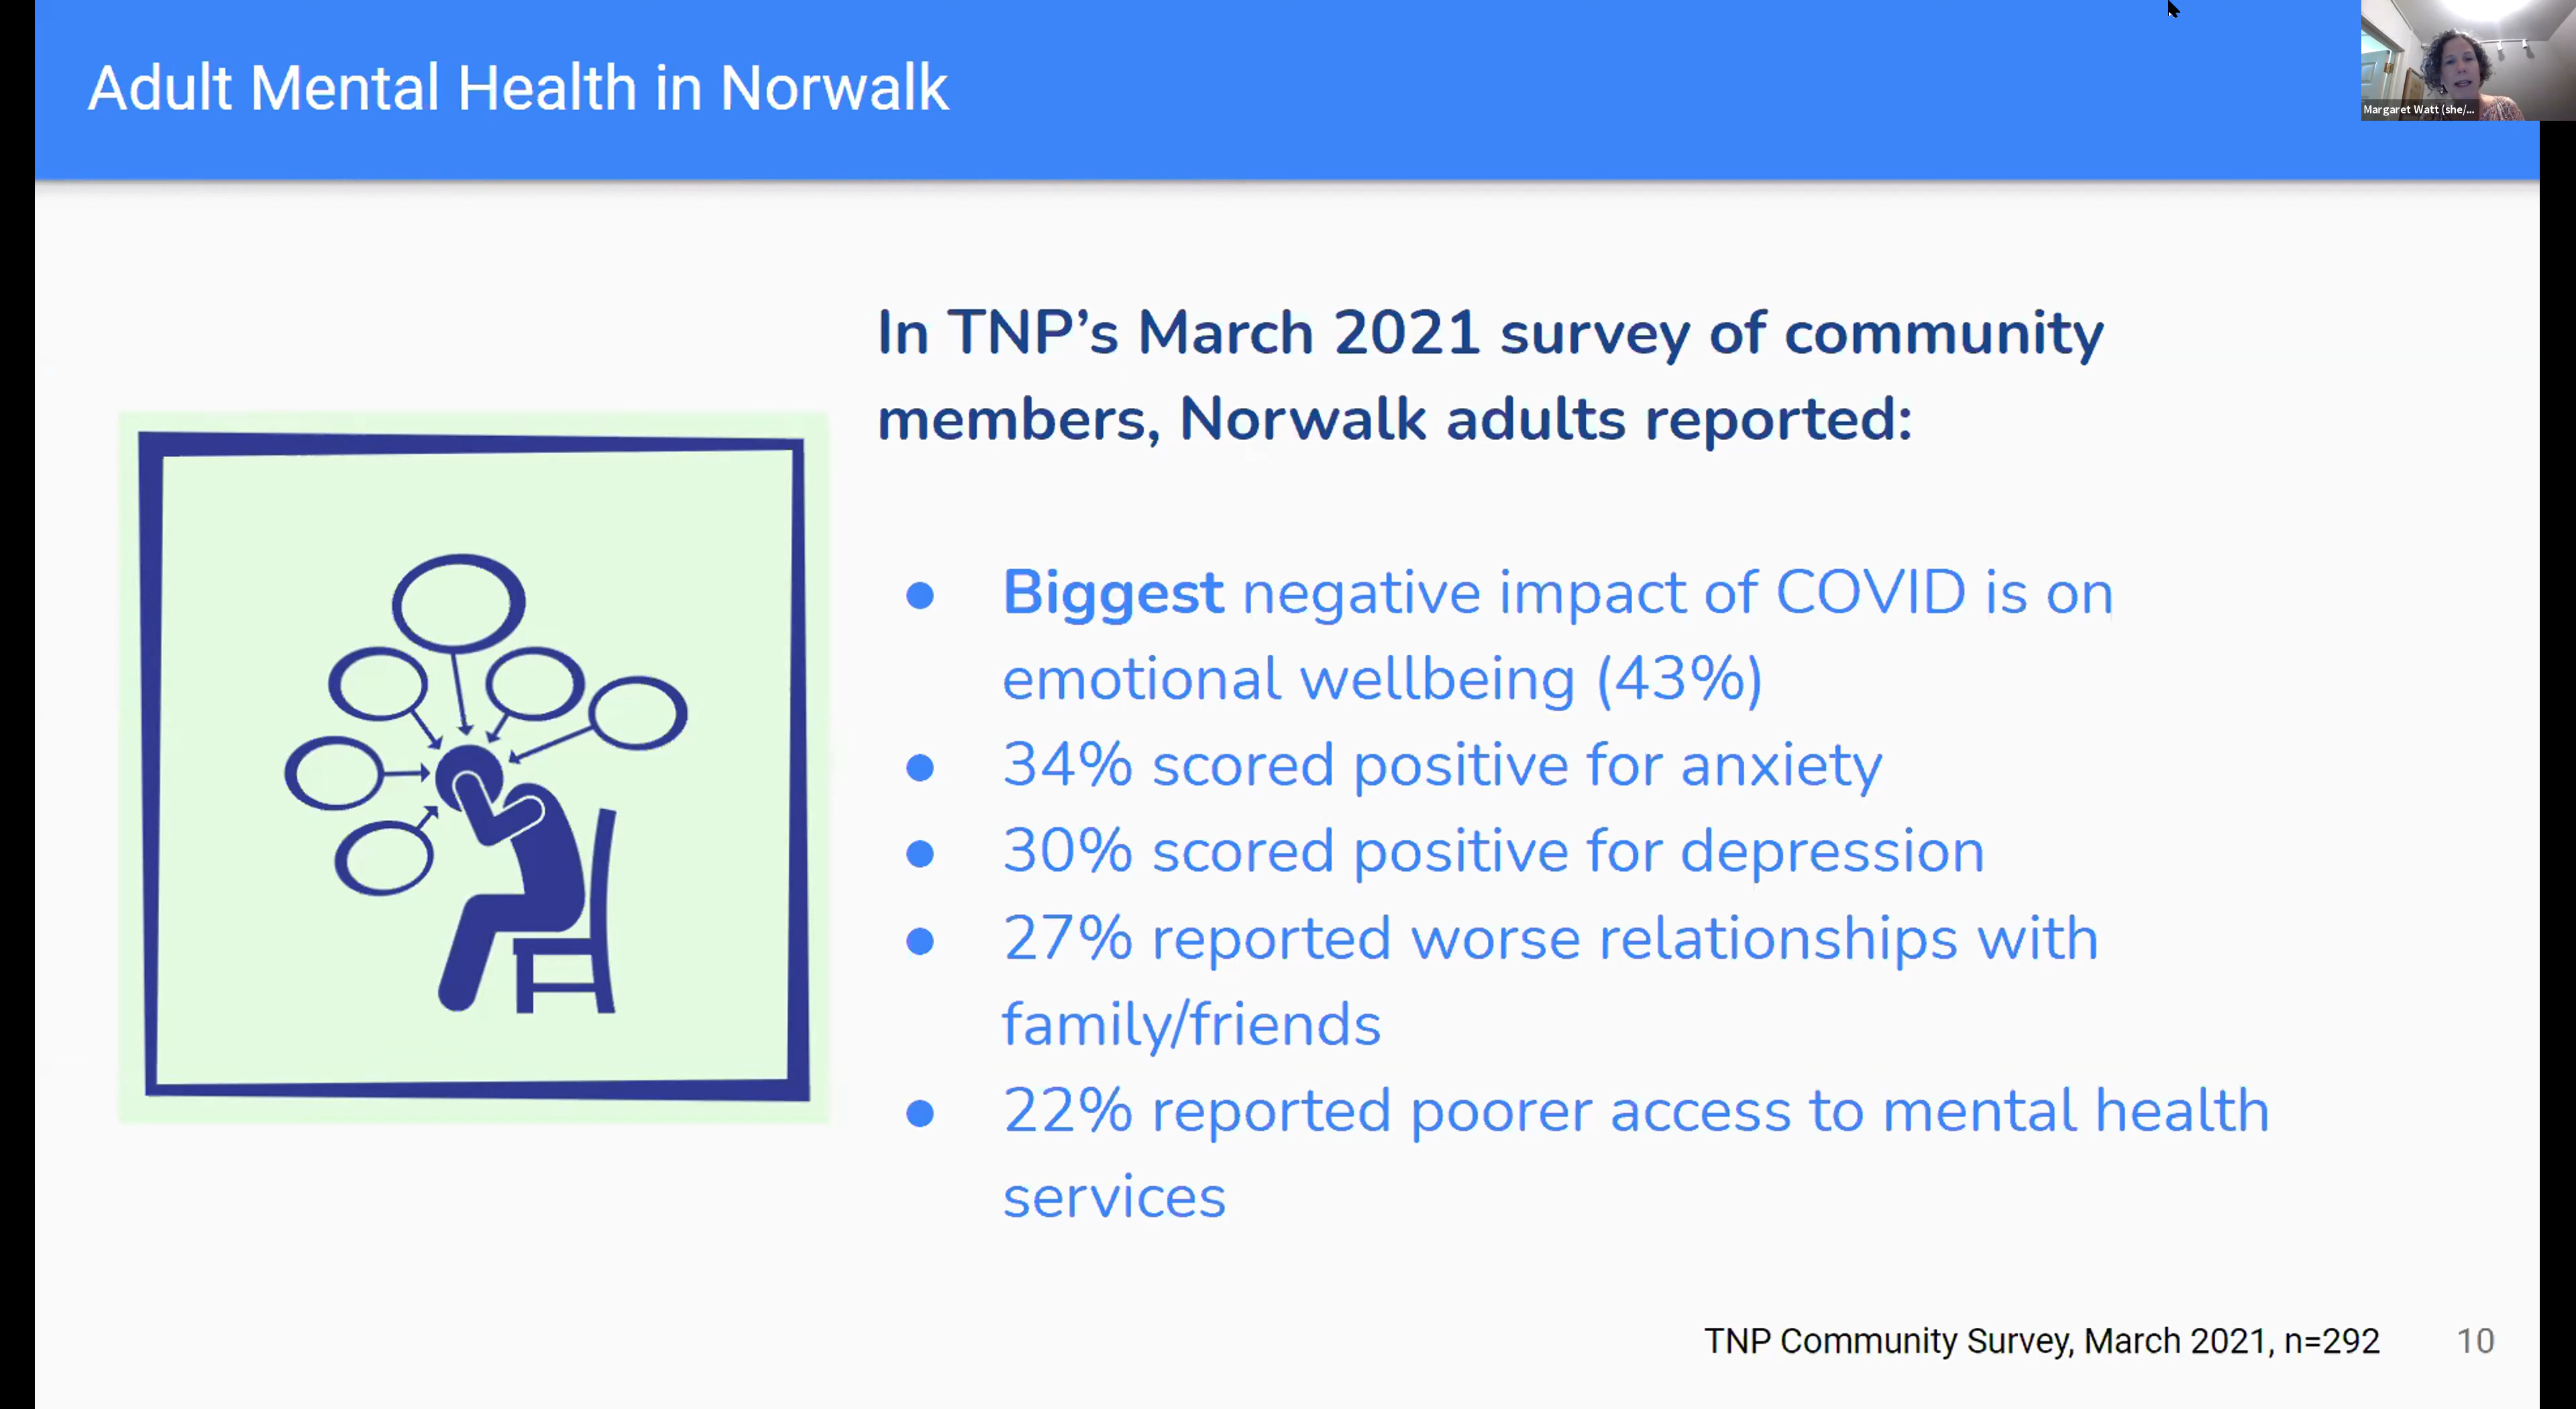 Adult Mental Health in Norwalk
Margaret Watt (she/...
In TNP’s March 2021 survey of community
members, Norwalk adults reported:
● Biggest negative impact of COVID is on
emotional wellbeing (43%)
● 34% scored positive for anxiety
● 30% scored positive for depression
● 27% reported worse relationships with
family/friends
● 22% reported poorer access to mental health
services
TNP Community Survey, March 2021, n=292
10